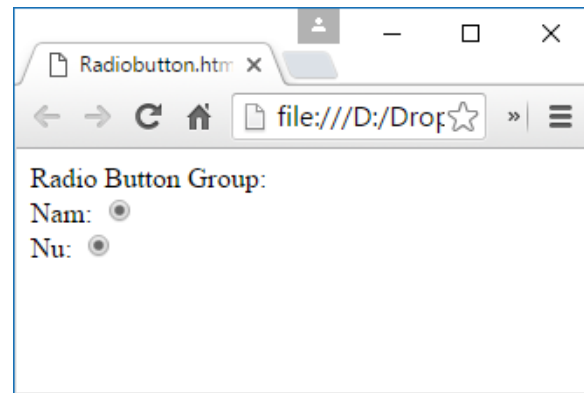 Radiobutton.htm
file:///D:/Drop
Radio Button Group:
Nam:
Nu: